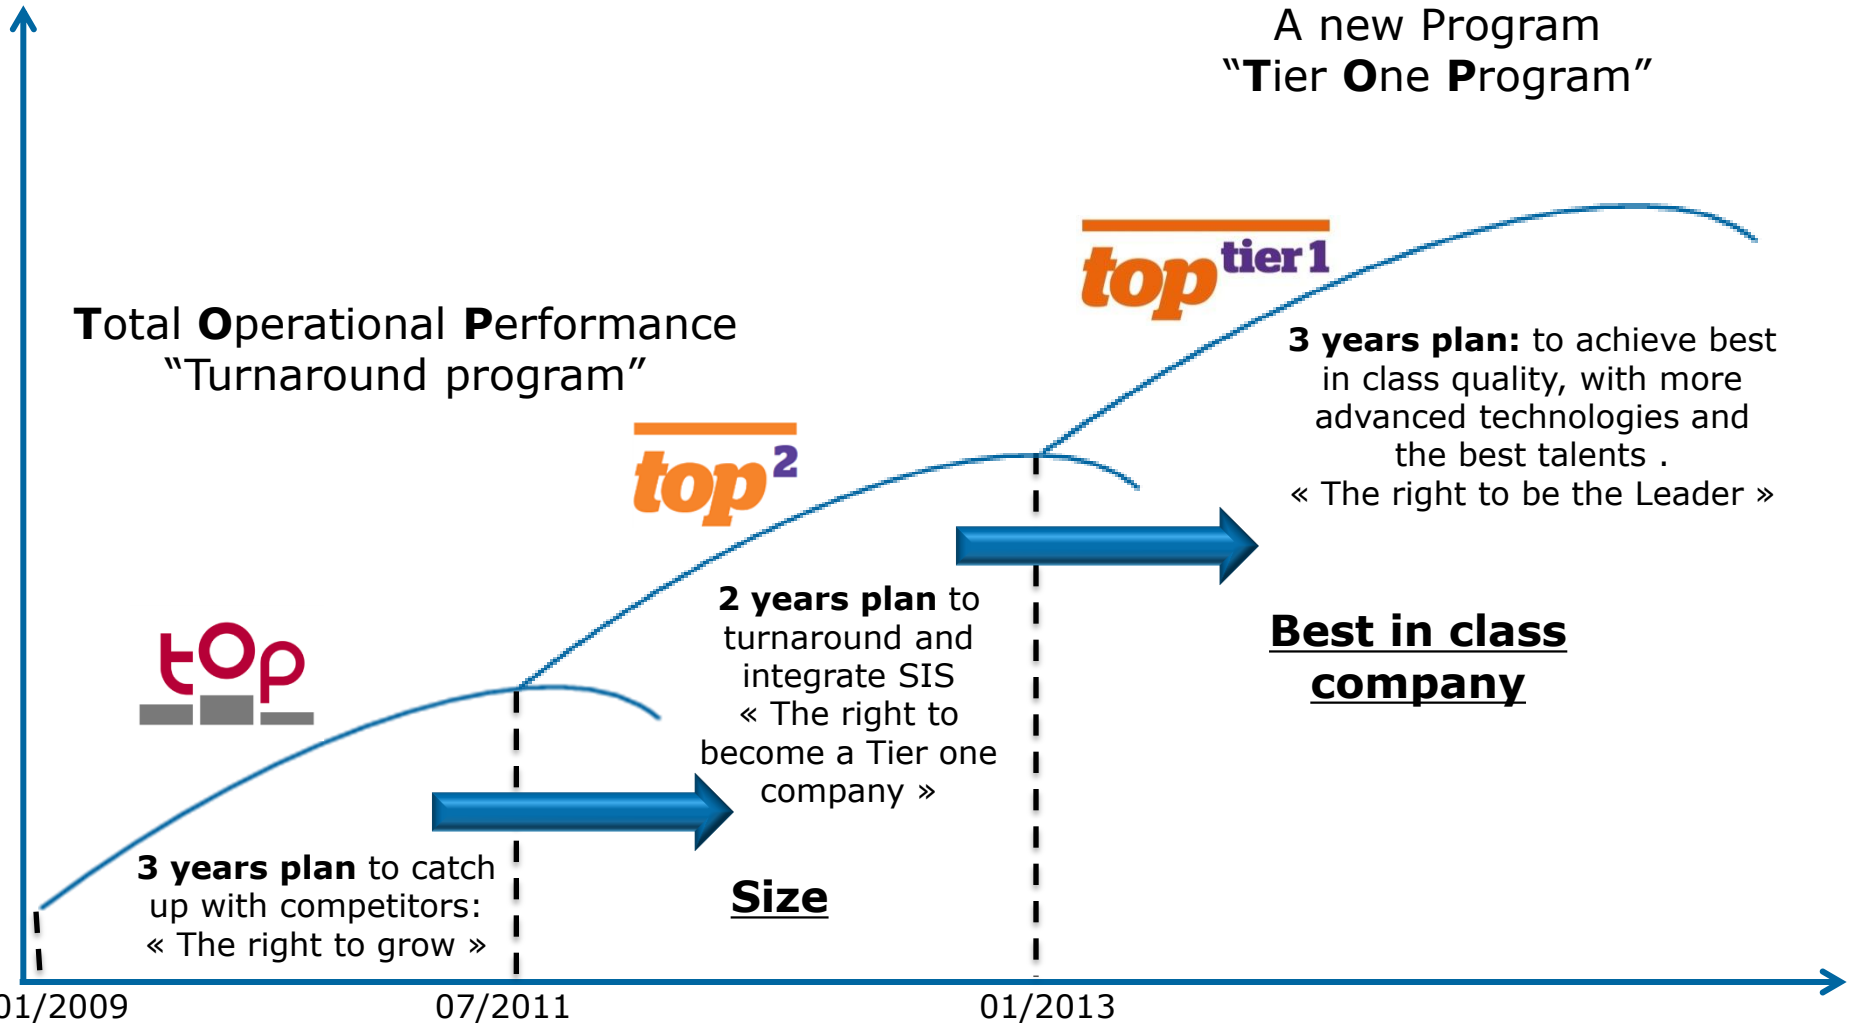 A new Program
“Tier One Program”
top tier 1
Total Operational Performance
“Turnaround program”
3 years plan: to achieve best
in class quality, with more
advanced technologies and
the best talents .
« The right to be the Leader »
top 2
2 years plan to
turnaround and
integrate SIS
« The right to
become a Tier one
company »
Best in class
company
tOp
3 years plan to catch
up with competitors:
« The right to grow »
Size
01/2009
07/2011
01/2013